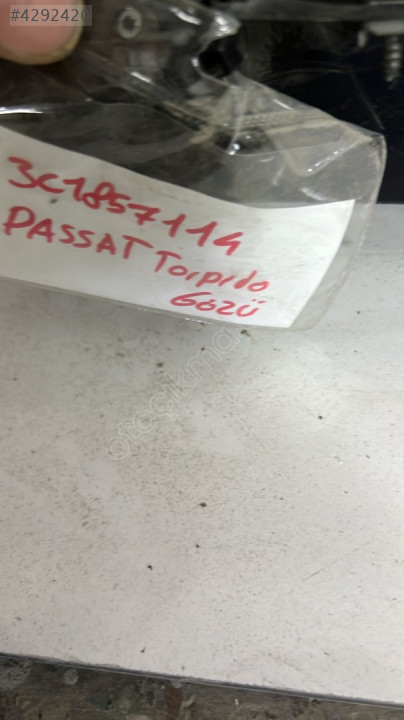 #4292420
3C1857114
PASSAT Torpido
Gözü